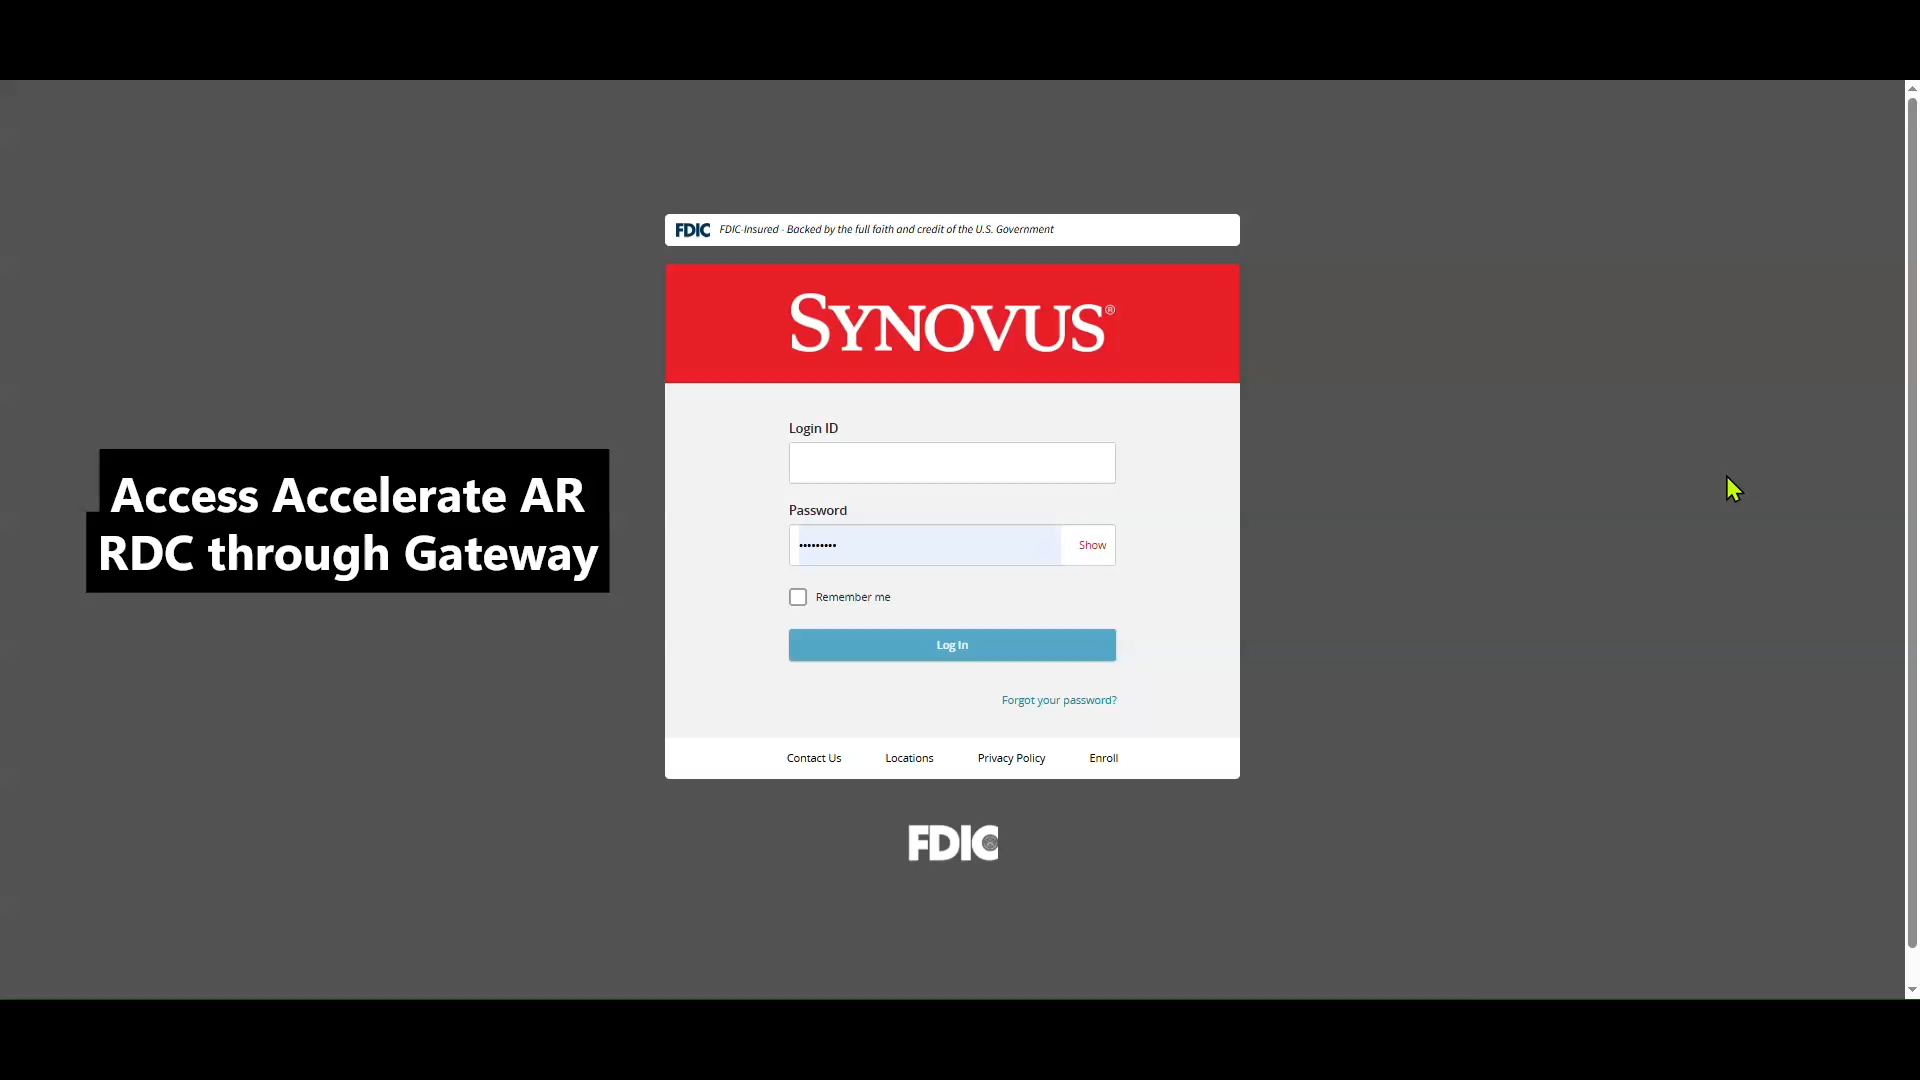 FDIC FDIC-Insured - Backed by the full faith and credit of the U.S. Government
SYNOVUS®
Login ID
Access Accelerate AR
RDC through Gateway
Password
••••••••• Show
Remember me
Log In
Forgot your password?
Contact Us Locations Privacy Policy Enroll
FDIC